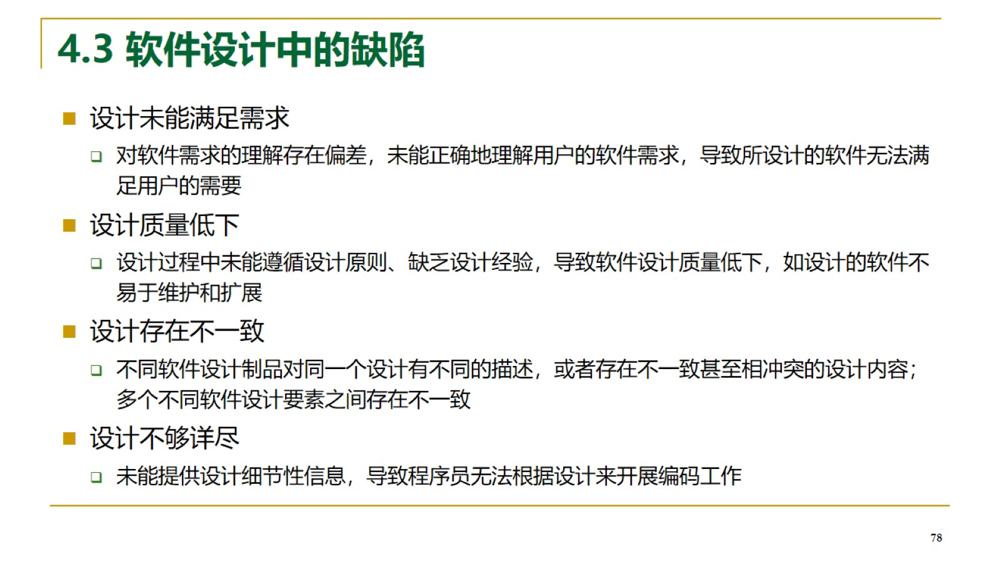 4.3 软件设计中的缺陷
设计未能满足需求
对软件需求的理解存在偏差，未能正确地理解用户的软件需求，导致所设计的软件无法满
足用户的需要
设计质量低下
设计过程中未能遵循设计原则、缺乏设计经验，导致软件设计质量低下，如设计的软件不
易于维护和扩展
设计存在不一致
不同软件设计制品对同一个设计有不同的描述，或者存在不一致甚至相冲突的设计内容；
多个不同软件设计要素之间存在不一致
设计不够详尽
未能提供设计细节性信息，导致程序员无法根据设计来开展编码工作
78